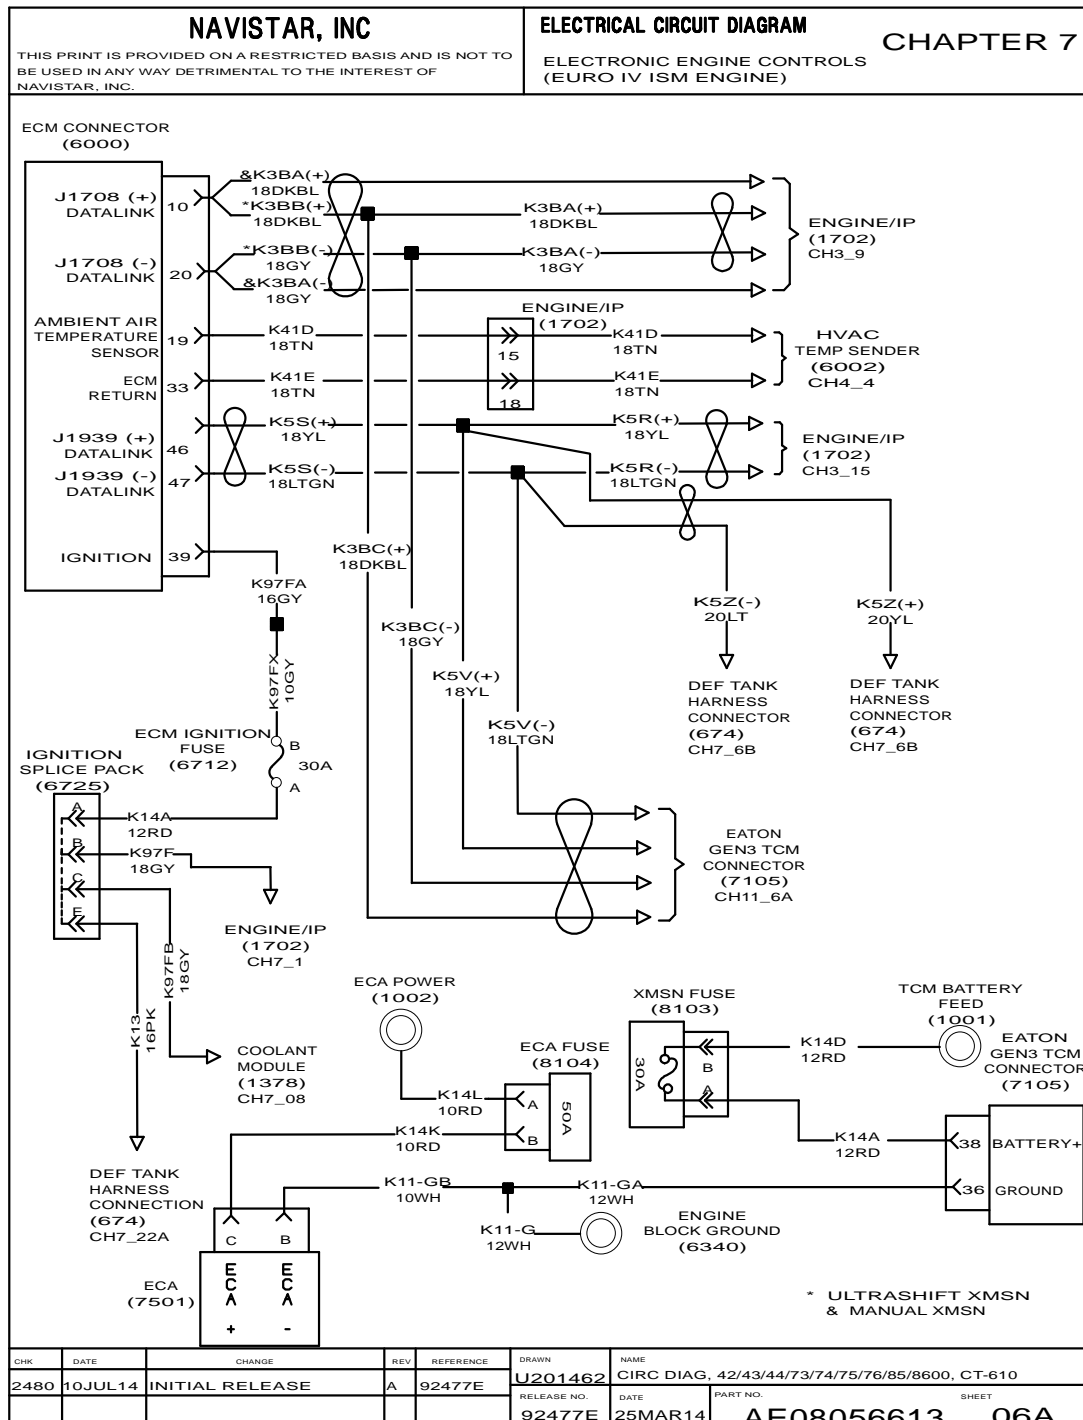 NAVISTAR, INC
THIS PRINT IS PROVIDED ON A RESTRICTED BASIS AND IS NOT TO
BE USED IN ANY WAY DETRIMENTAL TO THE INTEREST OF
NAVISTAR, INC.
ELECTRICAL CIRCUIT DIAGRAM
CHAPTER 7
ELECTRONIC ENGINE CONTROLS
(EURO IV ISM ENGINE)
ECM CONNECTOR
(6000)
J1708 (+)
DATALINK
10
&K3BA(+)
18DKBL
*K3BB(+)
18DKBL
K3BA(+)
18DKBL
J1708 (-)
DATALINK
20
*K3BB(-)
18GY
&K3BA(-)
18GY
K3BA(-)
18GY
ENGINE/IP
(1702)
CH3_9
AMBIENT AIR
TEMPERATURE
SENSOR
19
K41D
18TN
ENGINE/IP
(1702)
15
18
K41D
18TN
HVAC
TEMP SENDER
(6002)
CH4_4
ECM
RETURN
33
K41E
18TN
K41E
18TN
J1939 (+)
DATALINK
46
K5S(+)
18YL
K5R(+)
18YL
ENGINE/IP
(1702)
CH3_15
J1939 (-)
DATALINK
47
K5S(-)
18LTGN
K5R(-)
18LTGN
IGNITION
39
K97FA
16GY
K3BC(+)
18DKBL
K3BC(-)
18GY
K5V(+)
18YL
K5V(-)
18LTGN
K5Z(-)
20LT
K5Z(+)
20YL
DEF TANK
HARNESS
CONNECTOR
(674)
CH7_6B
DEF TANK
HARNESS
CONNECTOR
(674)
CH7_6B
K97FX
10GY
ECM IGNITION
FUSE
(6712)
B
30A
A
IGNITION
SPLICE PACK
(6725)
A
B
C
E
K14A
12RD
K97F
18GY
ENGINE/IP
(1702)
CH7_1
K97FB
18GY
K13
16PK
COOLANT
MODULE
(1378)
CH7_08
DEF TANK
HARNESS
CONNECTION
(674)
CH7_22A
EATON
GEN3 TCM
CONNECTOR
(7105)
CH11_6A
ECA POWER
(1002)
ECA FUSE
(8104)
K14L
10RD
A
B
50A
K14K
10RD
XMSN FUSE
(8103)
30A
B
A
K14D
12RD
TCM BATTERY
FEED
(1001)
EATON
GEN3 TCM
CONNECTOR
(7105)
K14A
12RD
38
BATTERY+
36
GROUND
K11-GB
10WH
K11-GA
12WH
K11-G
12WH
ENGINE
BLOCK GROUND
(6340)
C
B
ECA
(7501)
ECA
+
ECA
-
* ULTRASHIFT XMSN
& MANUAL XMSN
CHK DATE CHANGE REV REFERENCE
2480 10JUL14 INITIAL RELEASE A 92477E
DRAWN
U201462
NAME
CIRC DIAG, 42/43/44/73/74/75/76/85/8600, CT-610
RELEASE NO.
92477E
DATE
25MAR14
PART NO.
AE08056613
SHEET
06A